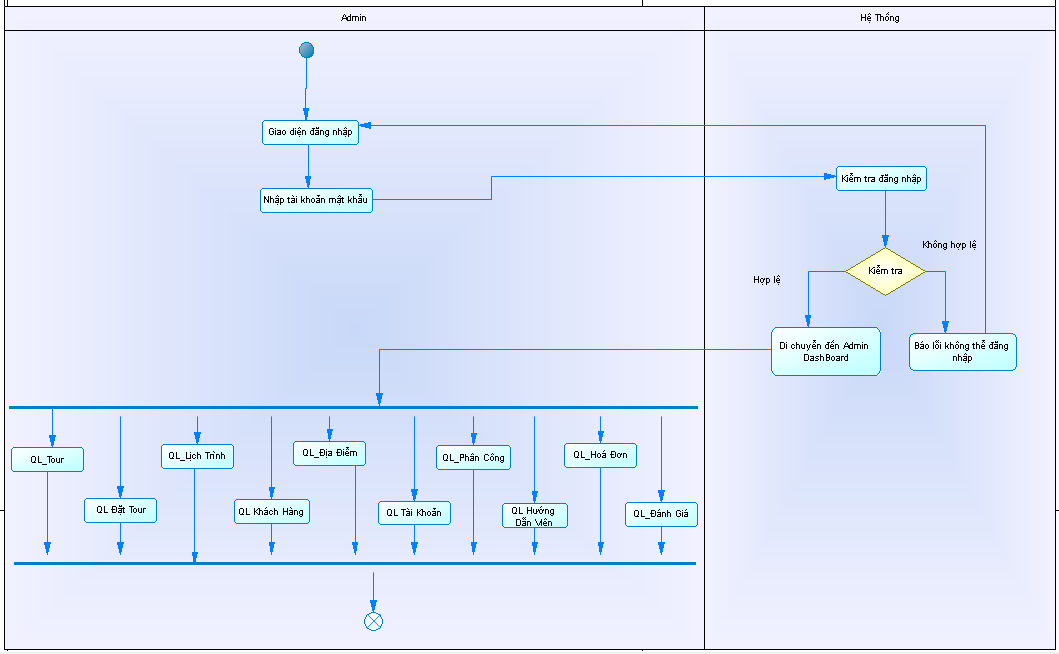 Admin
Hệ Thống
Giao diện đăng nhập
Nhập tài khoản mật khẩu
Kiểm tra đăng nhập
Không hợp lệ
Kiểm tra
Hợp lệ
Di chuyển đến Admin
DashBoard
Báo lỗi không thể đăng
nhập
QL_Tour
QL Đặt Tour
QL_Lịch Trình
QL Khách Hàng
QL_Địa Điểm
QL Tài Khoản
QL_Phân Công
QL Hướng
Dẫn Viên
QL_Hoá Đơn
QL_Đánh Giá